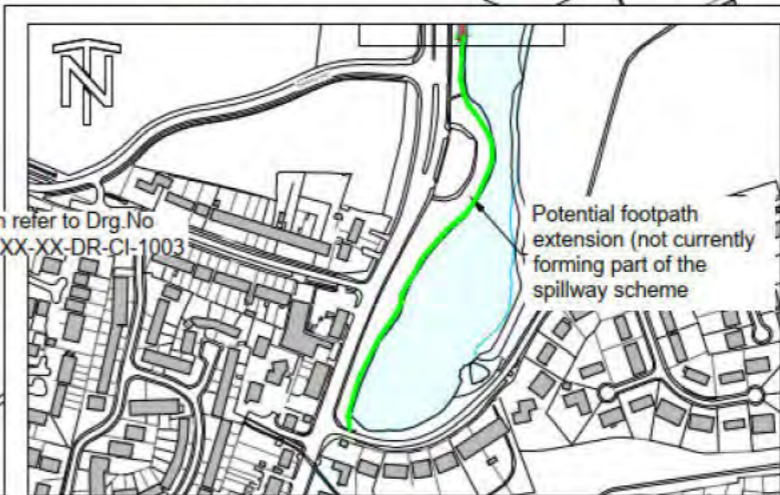 N
n refer to Drg.No
XX-XX-DR-CI-1003
Potential footpath
extension (not currently
forming part of the
spillway scheme